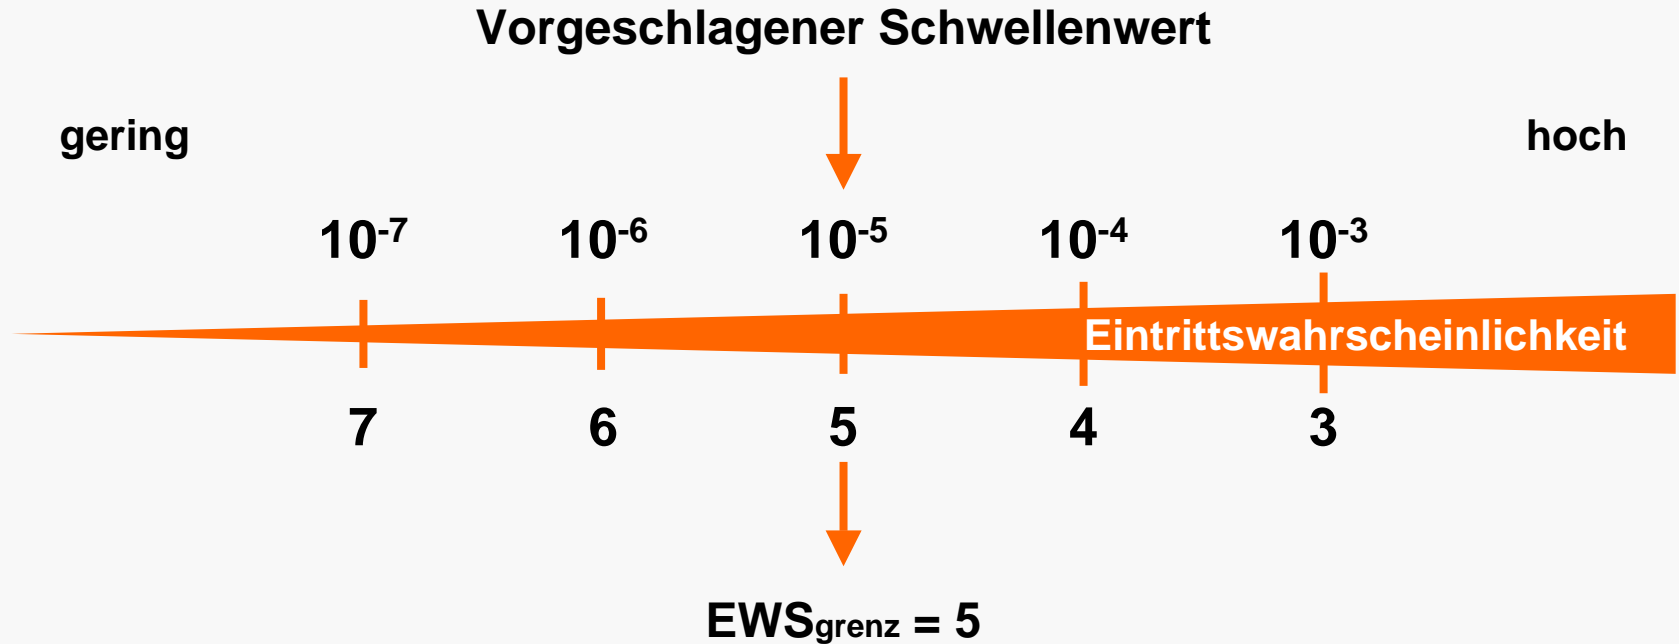 Vorgeschlagener Schwellenwert
gering hoch
10⁻⁷ 10⁻⁶ 10⁻⁵ 10⁻⁴ 10⁻³
Eintrittswahrscheinlichkeit
7 6 5 4 3
EWSgrenz = 5